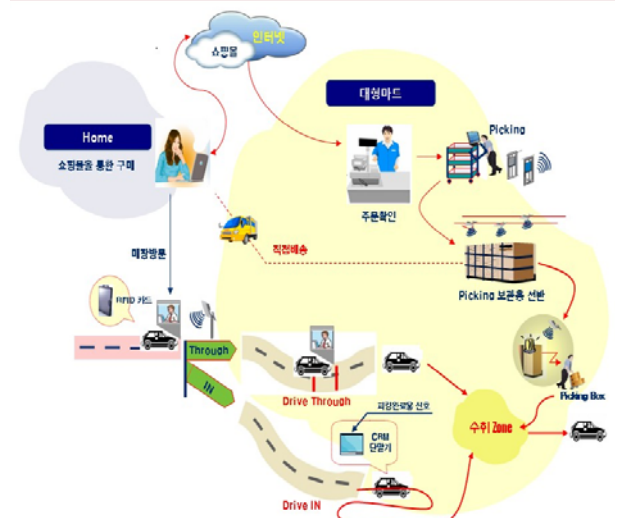 인터넷
쇼핑몰
대형마트
Home
쇼핑몰을 통한 구매
Picking
주문확인
매장방문
직접배송
Picking 보관용 선반
RFID 카드
Through
IN
Drive Through
Picking Box
수취 Zone
CRM
단말기
Drive IN